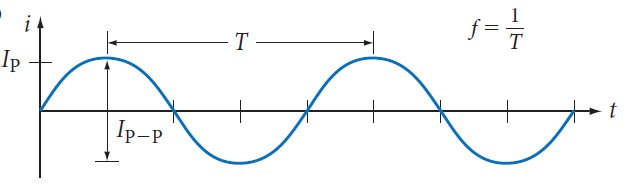 i
I_P
T
f = 1/T
I_P–P
t